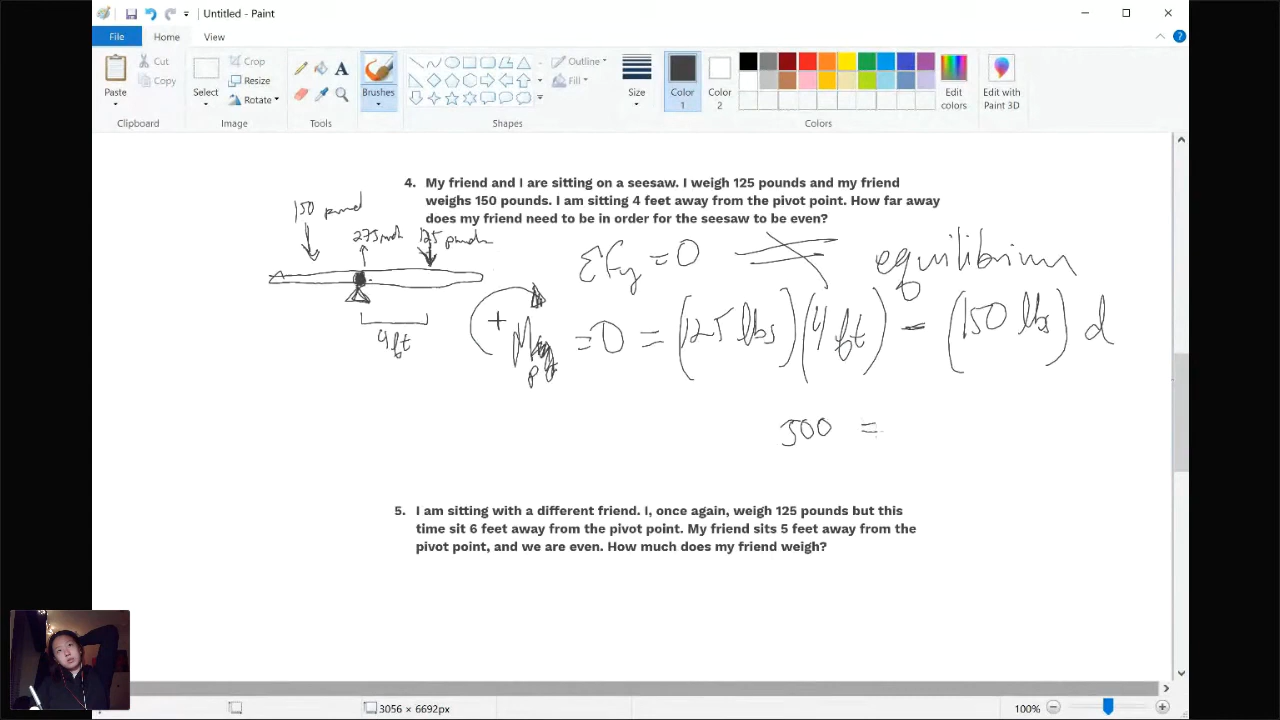 Untitled - Paint
File Home View
Paste
Cut
Copy
Clipboard
Select
Crop
Resize
Rotate
Image
A
Tools
Brushes
Outline
Fill
Shapes
Size
Color 1
Color 2
Edit colors
Colors
Edit with Paint 3D
4. My friend and I are sitting on a seesaw. I weigh 125 pounds and my friend
weighs 150 pounds. I am sitting 4 feet away from the pivot point. How far away
does my friend need to be in order for the seesaw to be even?
150 pound
275
125 pounds
4 ft
ΣFy = 0
equilibrium
+ M = 0 = (125 lbs)(4 ft) - (150 lbs) d
500 =
5. I am sitting with a different friend. I, once again, weigh 125 pounds but this
time sit 6 feet away from the pivot point. My friend sits 5 feet away from the
pivot point, and we are even. How much does my friend weigh?
3056 × 6692px
100%